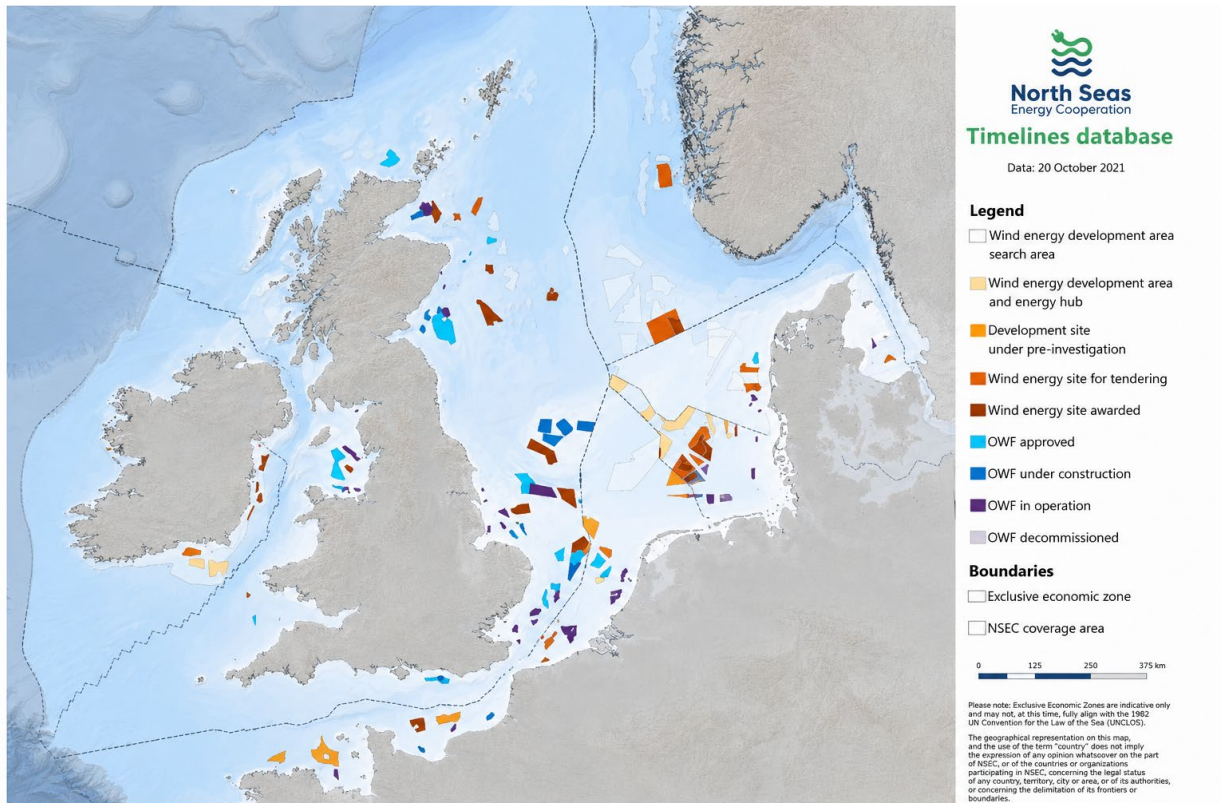 North Seas
Energy Cooperation
Timelines database
Data: 20 October 2021
Legend
Wind energy development area
search area
Wind energy development area
and energy hub
Development site
under pre-investigation
Wind energy site for tendering
Wind energy site awarded
OWF approved
OWF under construction
OWF in operation
OWF decommissioned
Boundaries
Exclusive economic zone
NSEC coverage area
0 125 250 375 km
Please note: Exclusive Economic Zones are indicative only
and may not, at this time, fully align with the 1982
UN Convention for the Law of the Sea (UNCLOS).
The geographical representation on this map,
and the use of the term "country" does not imply
the expression of any opinion whatsoover on the part
of NSEC, or of the countries or organizations
participating in NSEC, concerning the legal status
of any country, territory, city or area, or of its authorities,
or concerning the delimitation of its frontiers or
boundaries.